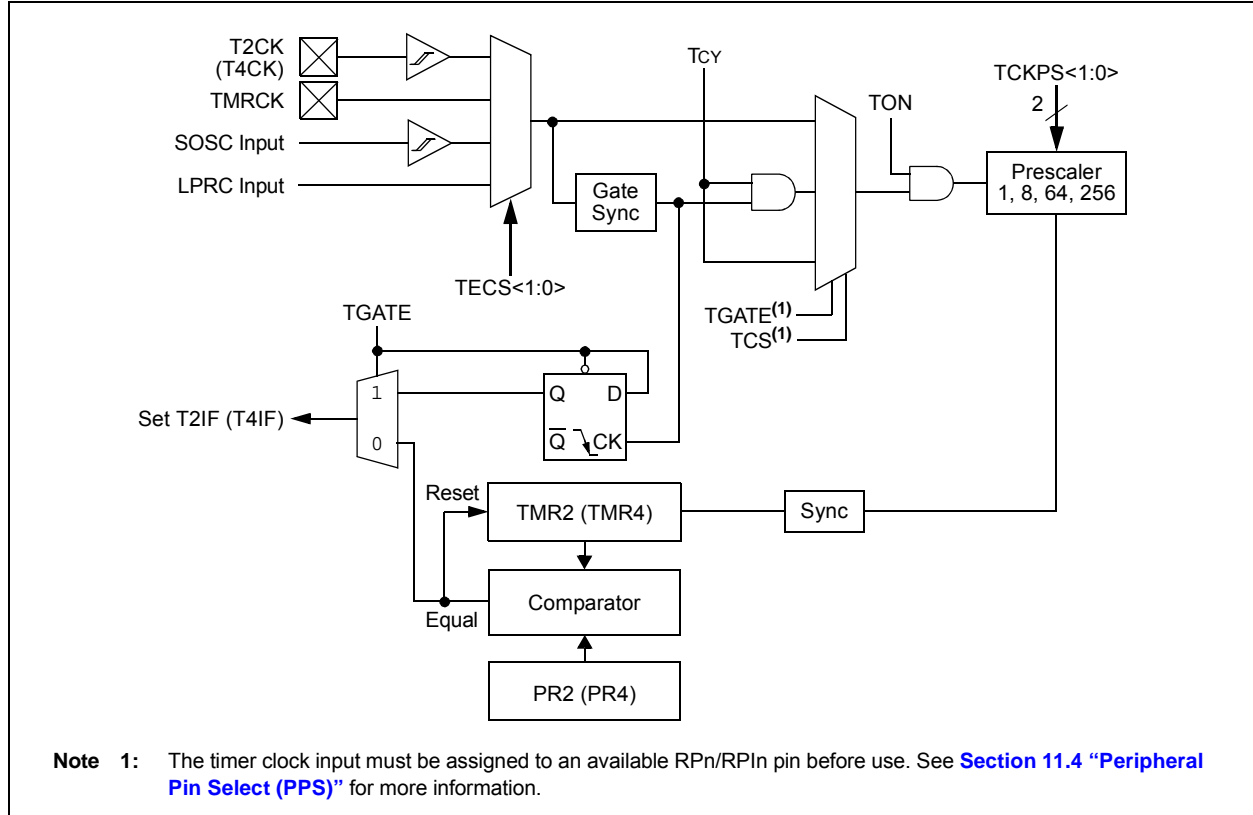 T2CK
(T4CK)
TMRCK
SOSC Input
LPRC Input
TECS<1:0>
Gate
Sync
TCY
TGATE(1)
TCS(1)
TON
TCKPS<1:0>
2
Prescaler
1, 8, 64, 256
TGATE
1
0
Set T2IF (T4IF)
Q
D
Q
CK
Reset
TMR2 (TMR4)
Sync
Equal
Comparator
PR2 (PR4)
Note 1: The timer clock input must be assigned to an available RPn/RPIn pin before use. See Section 11.4 “Peripheral
Pin Select (PPS)” for more information.